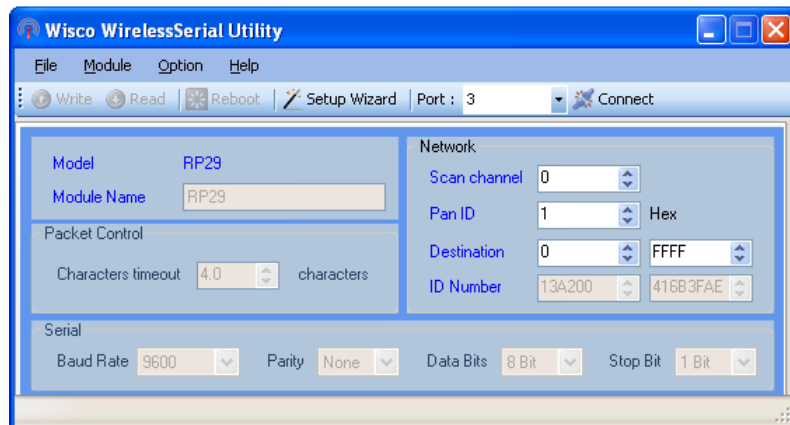 Wisco WirelessSerial Utility
File Module Option Help
Write Read Reboot Setup Wizard Port : 3 Connect
Model RP29
Module Name RP29
Packet Control
Characters timeout 4.0 characters
Network
Scan channel 0
Pan ID 1 Hex
Destination 0 FFFF
ID Number 13A200 416B3FAE
Serial
Baud Rate 9600 Parity None Data Bits 8 Bit Stop Bit 1 Bit